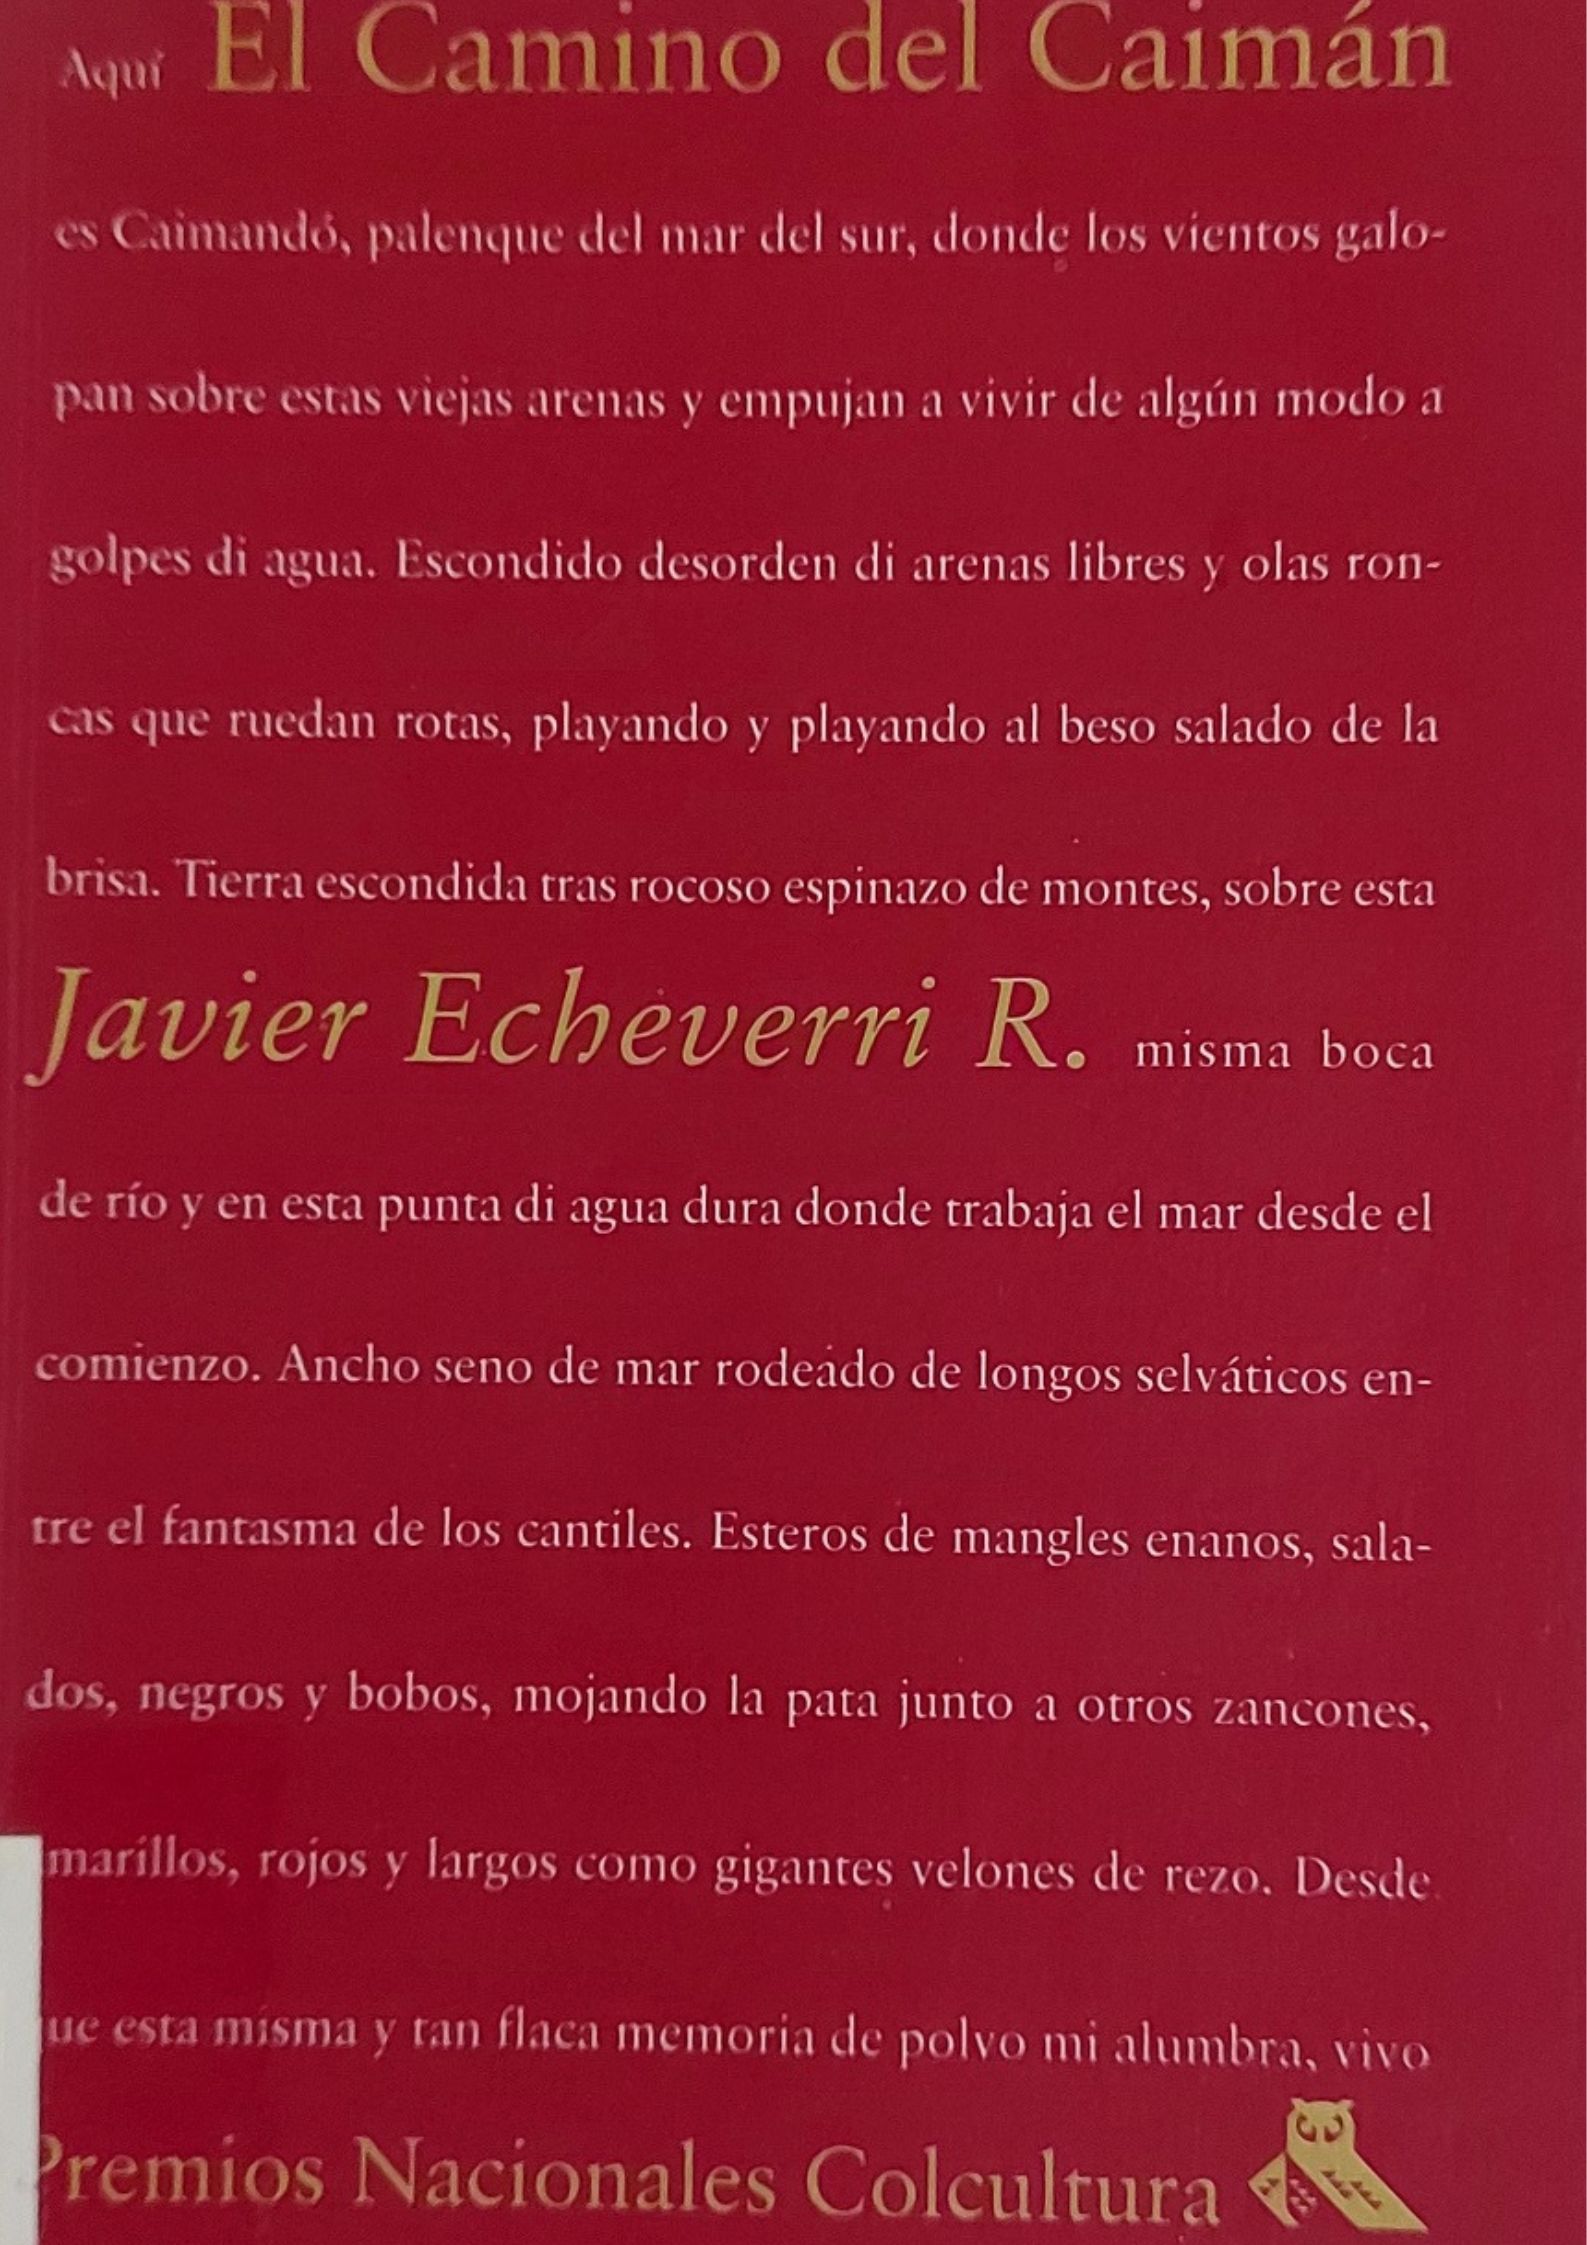 Aquí El Camino del Caimán
es Caimandó, palenque del mar del sur, donde los vientos galo-
pan sobre estas viejas arenas y empujan a vivir de algún modo a
golpes di agua. Escondido desorden di arenas libres y olas ron-
cas que ruedan rotas, playando y playando al beso salado de la
brisa. Tierra escondida tras rocoso espinazo de montes, sobre esta
Javier Echeverri R. misma boca
de río y en esta punta di agua dura donde trabaja el mar desde el
comienzo. Ancho seno de mar rodeado de longos selváticos en-
tre el fantasma de los cantiles. Esteros de mangles enanos, sala-
dos, negros y bobos, mojando la pata junto a otros zancones,
marillos, rojos y largos como gigantes velones de rezo. Desde
ue esta misma y tan flaca memoria de polvo mi alumbra, vivo
Premios Nacionales Colcultura